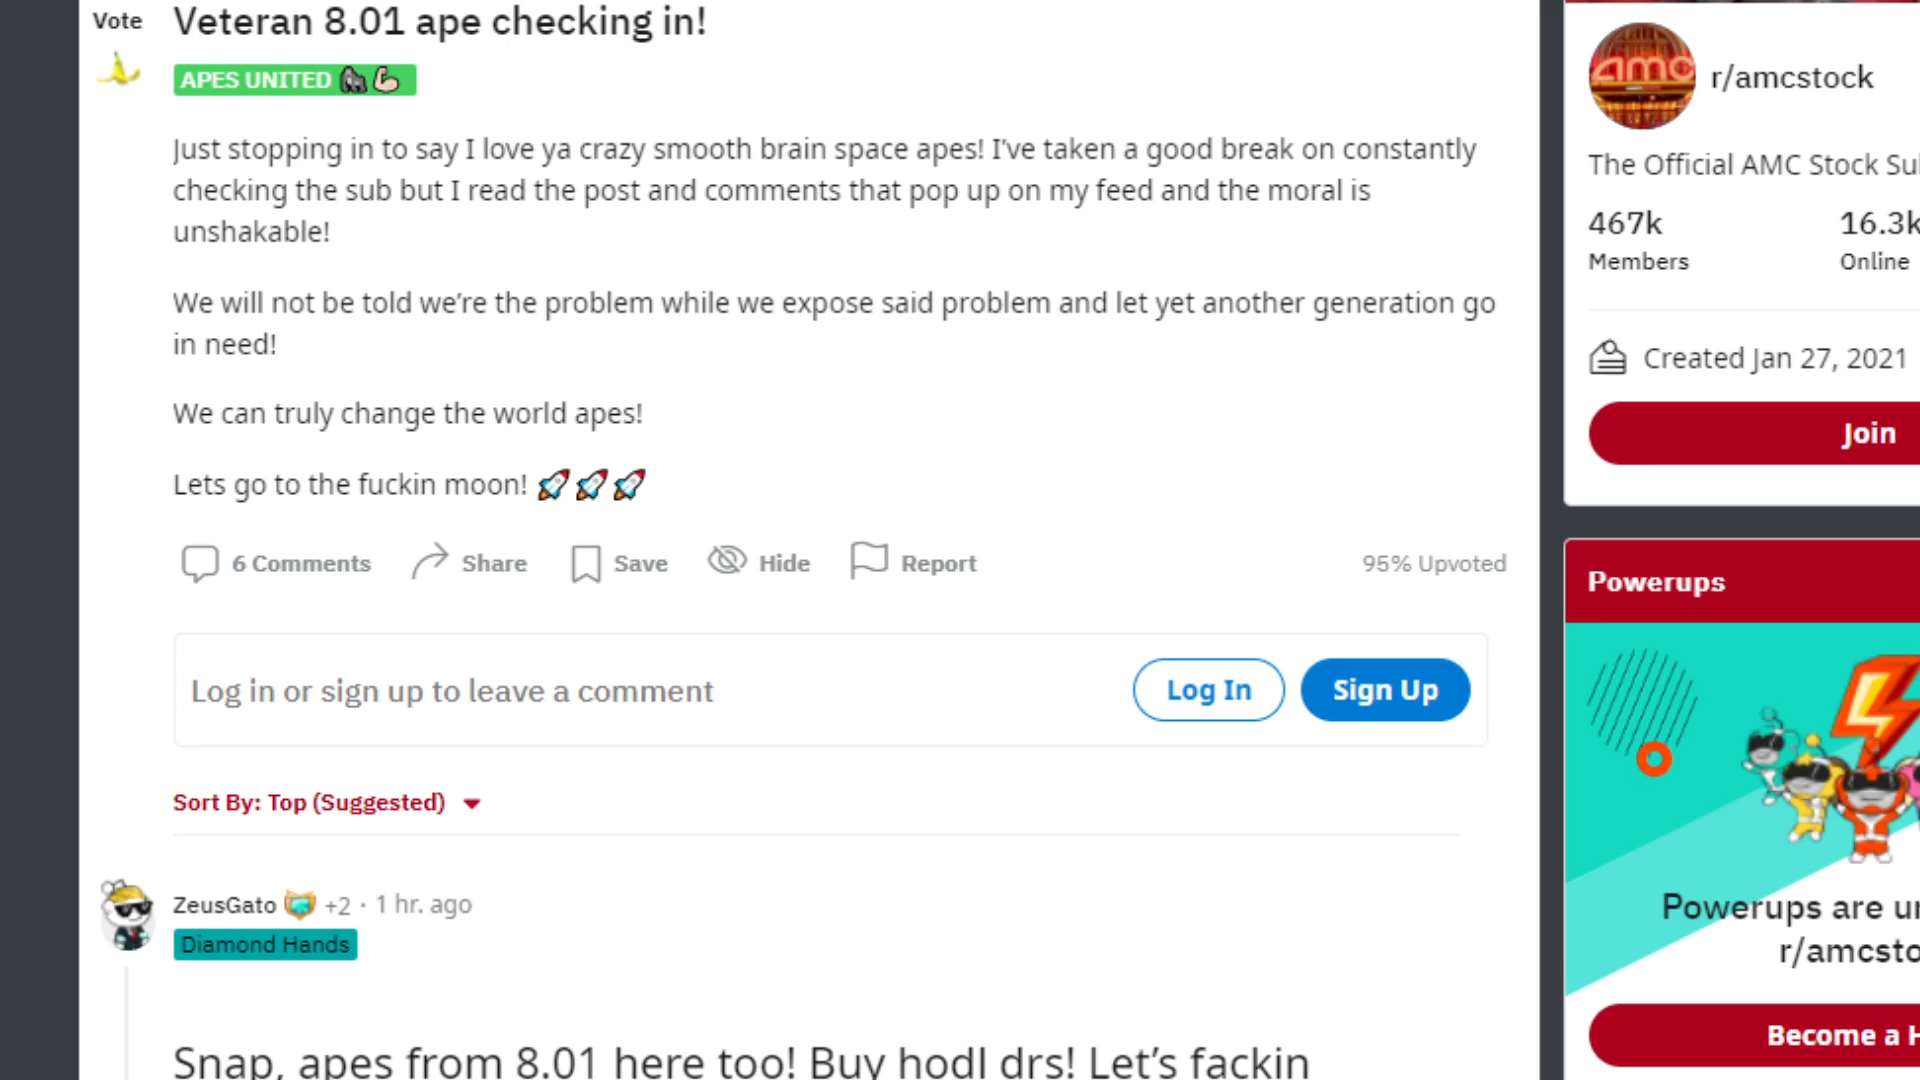 Vote
Veteran 8.01 ape checking in!
APES UNITED
Just stopping in to say I love ya crazy smooth brain space apes! I’ve taken a good break on constantly
checking the sub but I read the post and comments that pop up on my feed and the moral is
unshakable!
We will not be told we’re the problem while we expose said problem and let yet another generation go
in need!
We can truly change the world apes!
Lets go to the fuckin moon! 🚀🚀🚀
6 Comments Share Save Hide Report 95% Upvoted
Log in or sign up to leave a comment Log In Sign Up
Sort By: Top (Suggested)
ZeusGato +2 · 1 hr. ago
Diamond Hands
Snap, apes from 8.01 here too! Buy hodl drs! Let’s fackin
amc
r/amcstock
The Official AMC Stock Su
467k 16.3k
Members Online
Created Jan 27, 2021
Join
Powerups
Powerups are u
r/amcsto
Become a H